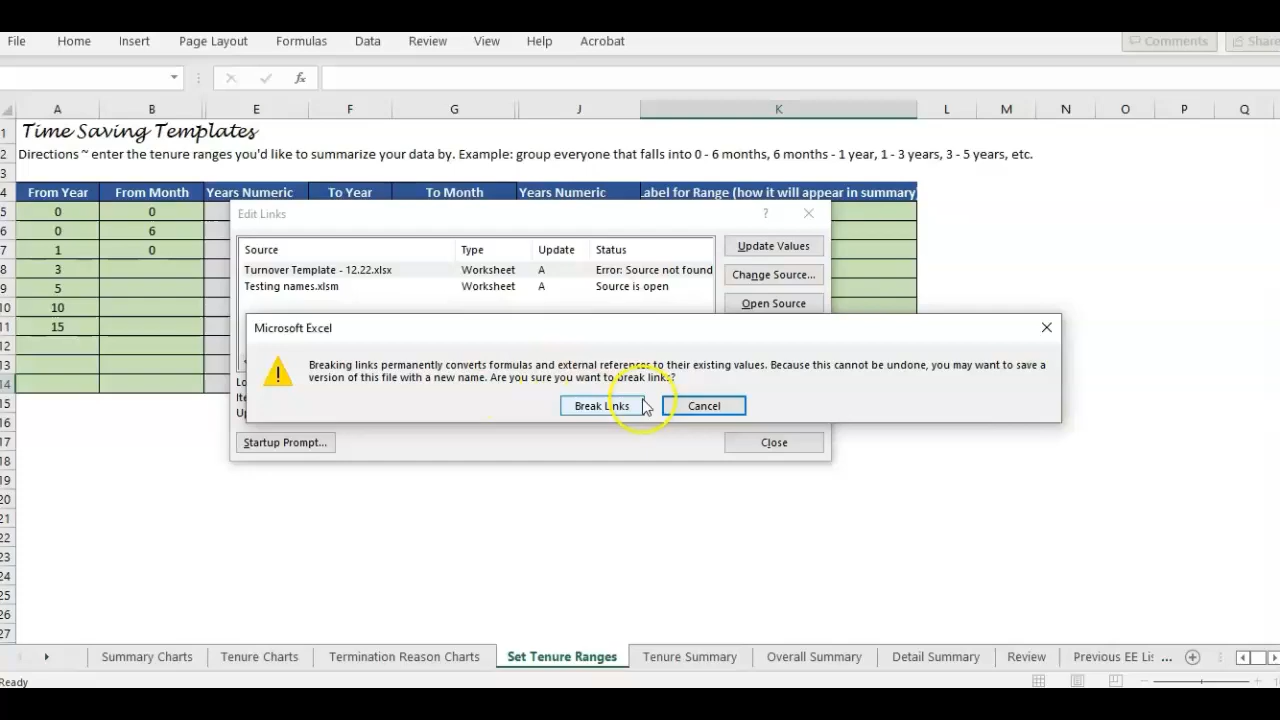 File Home Insert Page Layout Formulas Data Review View Help Acrobat Comments Share
fx
A B E F G J K L M N O P Q
1 Time Saving Templates
2 Directions ~ enter the tenure ranges you'd like to summarize your data by. Example: group everyone that falls into 0 - 6 months, 6 months - 1 year, 1 - 3 years, 3 - 5 years, etc.
3
4 From Year From Month Years Numeric To Year To Month Years Numeric Label for Range (how it will appear in summary)
5 0 0
6 0 6
7 1 0
8 3
9 5
10 10
11 15
12
13
14
15
16
17
18
19
20
21
22
23
24
25
26
27
Edit Links ?
Source Type Update Status
Turnover Template - 12.22.xlsx Worksheet A Error: Source not found
Testing names.xlsm Worksheet A Source is open
Update Values
Change Source...
Open Source
Microsoft Excel
Breaking links permanently converts formulas and external references to their existing values. Because this cannot be undone, you may want to save a
version of this file with a new name. Are you sure you want to break links?
Break Links Cancel
Lo
Ite
Up
Startup Prompt... Close
Summary Charts Tenure Charts Termination Reason Charts Set Tenure Ranges Tenure Summary Overall Summary Detail Summary Review Previous EE Lis ...
Ready